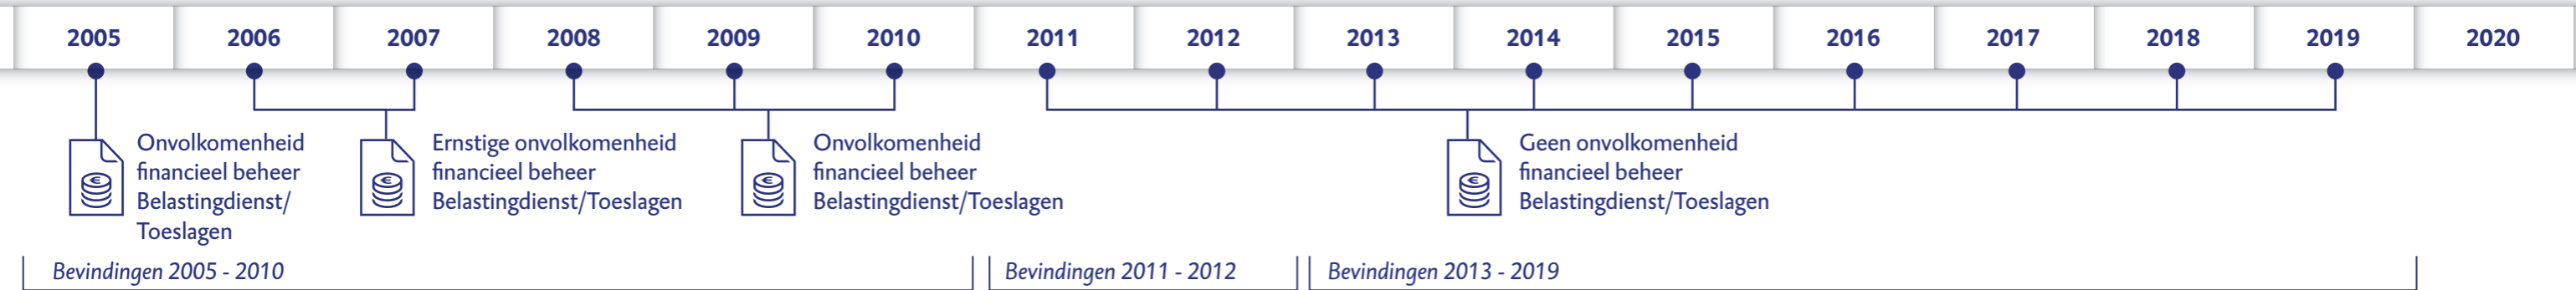 2005 2006 2007 2008 2009 2010 2011 2012 2013 2014 2015 2016 2017 2018 2019 2020
Onvolkomenheid
financieel beheer
Belastingdienst/
Toeslagen
Ernstige onvolkomenheid
financieel beheer
Belastingdienst/Toeslagen
Onvolkomenheid
financieel beheer
Belastingdienst/Toeslagen
Geen onvolkomenheid
financieel beheer
Belastingdienst/Toeslagen
Bevindingen 2005 - 2010
Bevindingen 2011 - 2012
Bevindingen 2013 - 2019